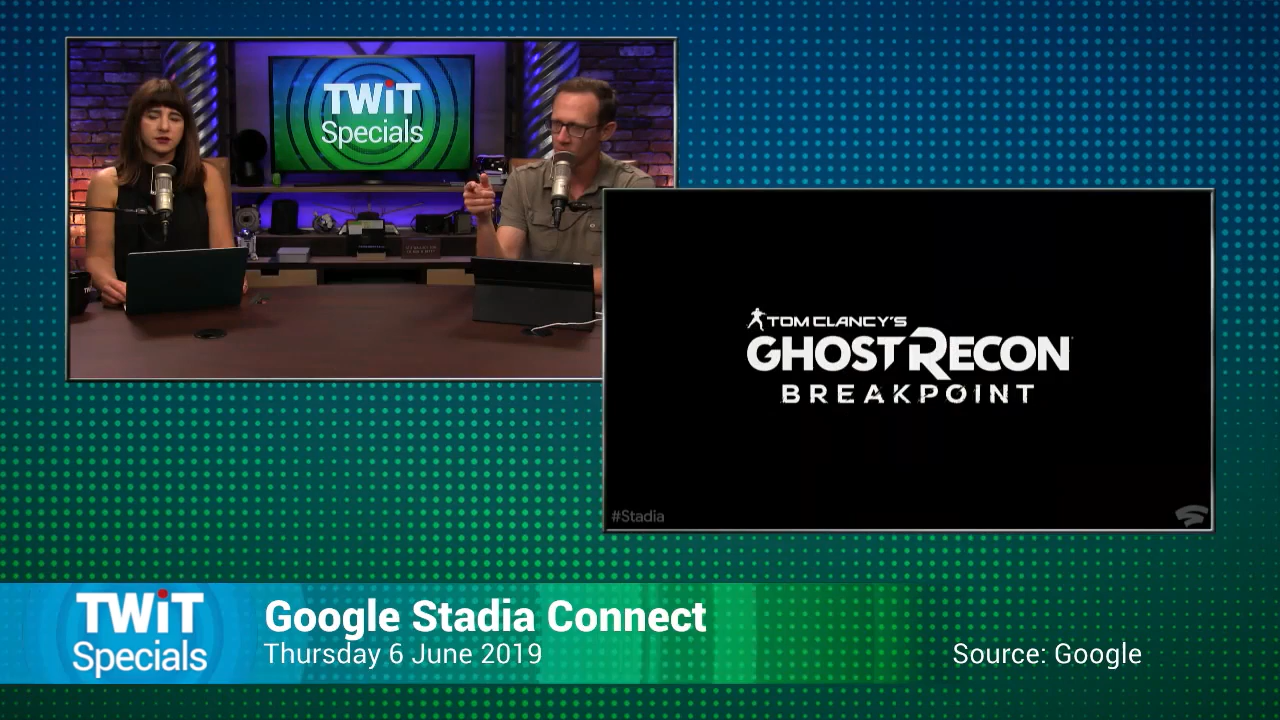 TWiT
Specials
TOM CLANCY'S
GHOST RECON
BREAKPOINT
#Stadia
TWiT
Specials
Google Stadia Connect
Thursday 6 June 2019
Source: Google